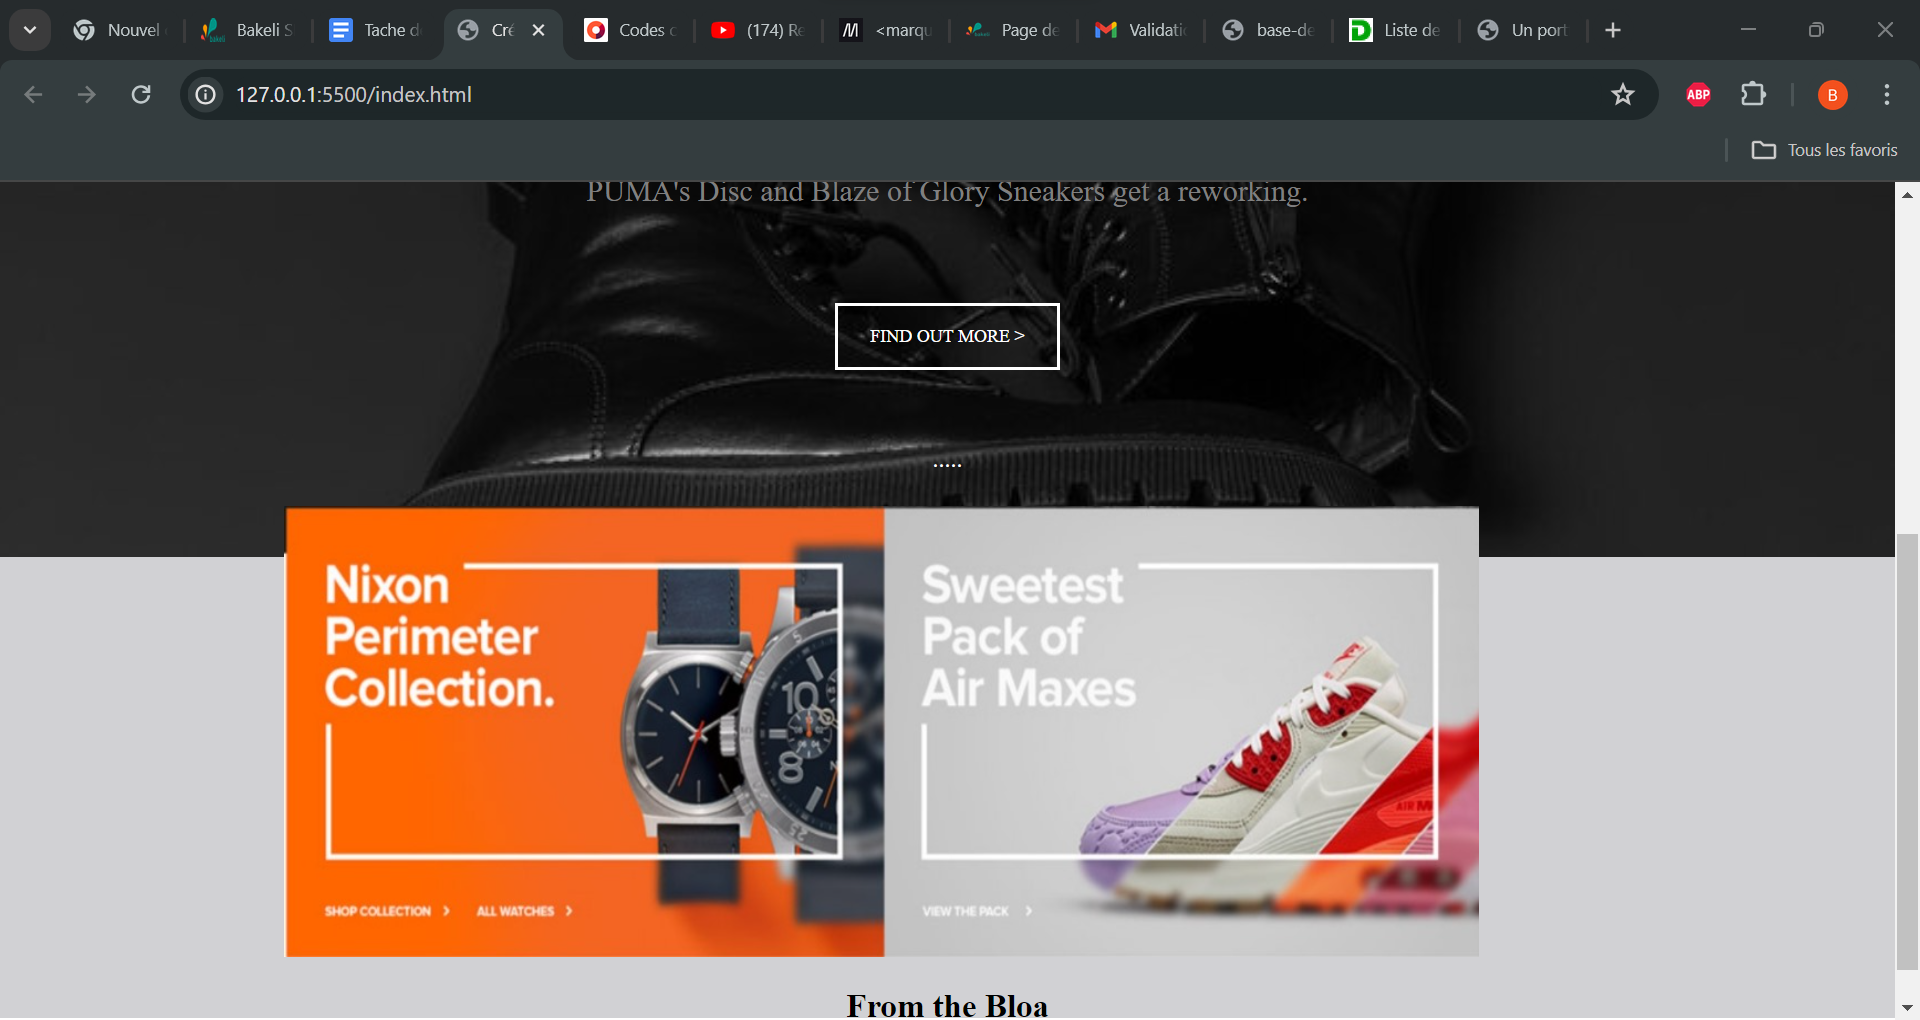 Nouvel
Bakeli S
Tache d
Cré
Codes c
(174) Re
<marqu
Page de
Validati
base-de
Liste de
Un port
127.0.0.1:5500/index.html
ABP
B
Tous les favoris
PUMA's Disc and Blaze of Glory Sneakers get a reworking.
FIND OUT MORE >
.....
Nixon
Perimeter
Collection.
SHOP COLLECTION >
ALL WATCHES >
Sweetest
Pack of
Air Maxes
VIEW THE PACK >
From the Blog